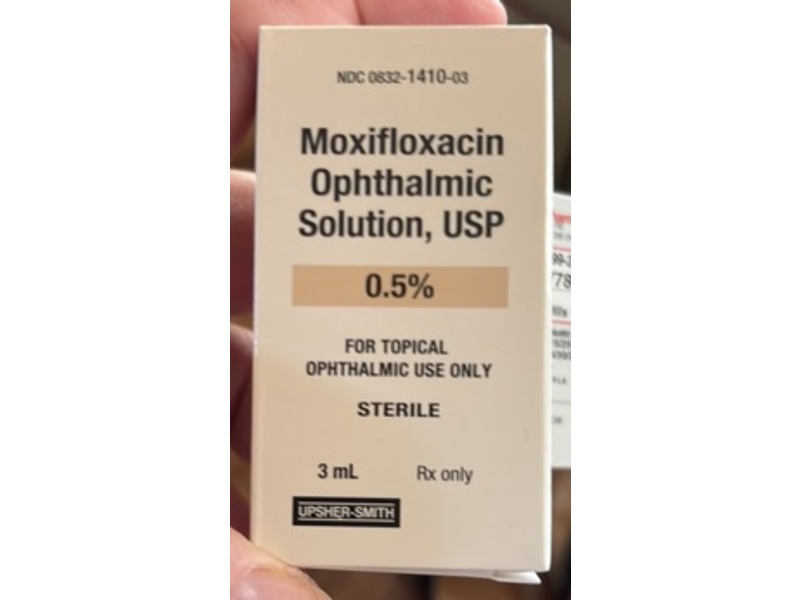 NDC 0832-1410-03
Moxifloxacin
Ophthalmic
Solution, USP
0.5%
FOR TOPICAL
OPHTHALMIC USE ONLY
STERILE
3 mL Rx only
UPSHER-SMITH